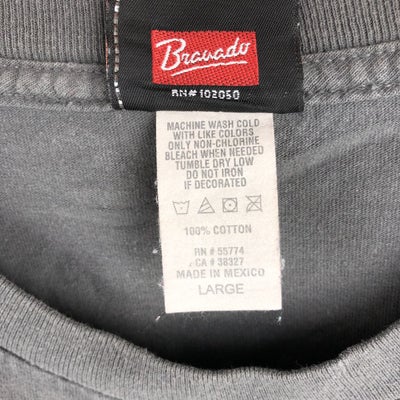 Bravado
RN# 102050
MACHINE WASH COLD
WITH LIKE COLORS
ONLY NON-CHLORINE
BLEACH WHEN NEEDED
TUMBLE DRY LOW
DO NOT IRON
IF DECORATED
100% COTTON
RN # 55774
CA # 38327
MADE IN MEXICO
LARGE